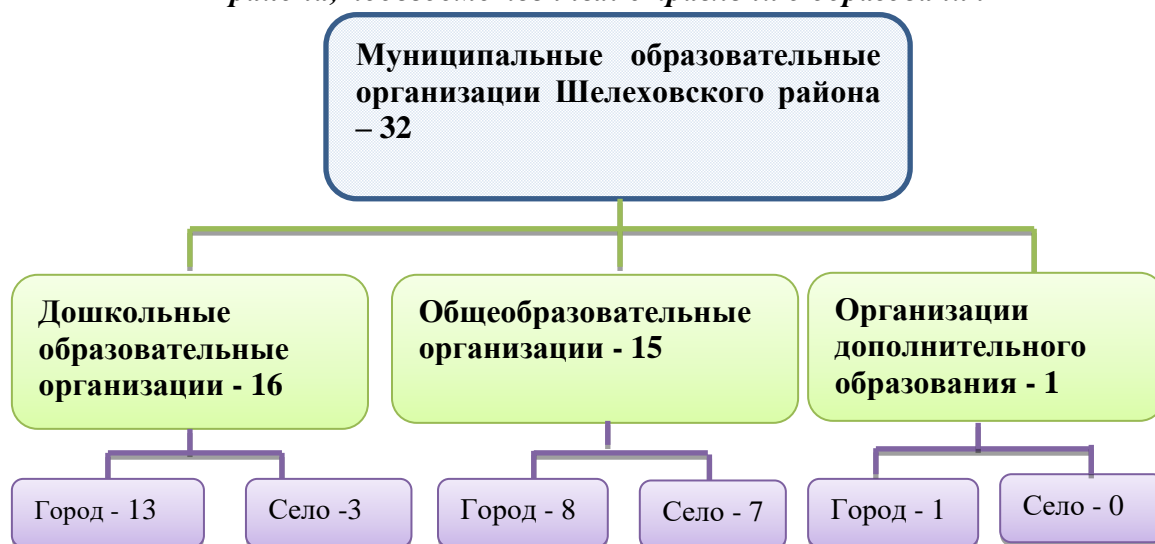 Муниципальные образовательные
организации Шелеховского района
– 32
Дошкольные
образовательные
организации - 16
Общеобразовательные
организации - 15
Организации
дополнительного
образования - 1
Город - 13
Село -3
Город - 8
Село - 7
Город - 1
Село - 0